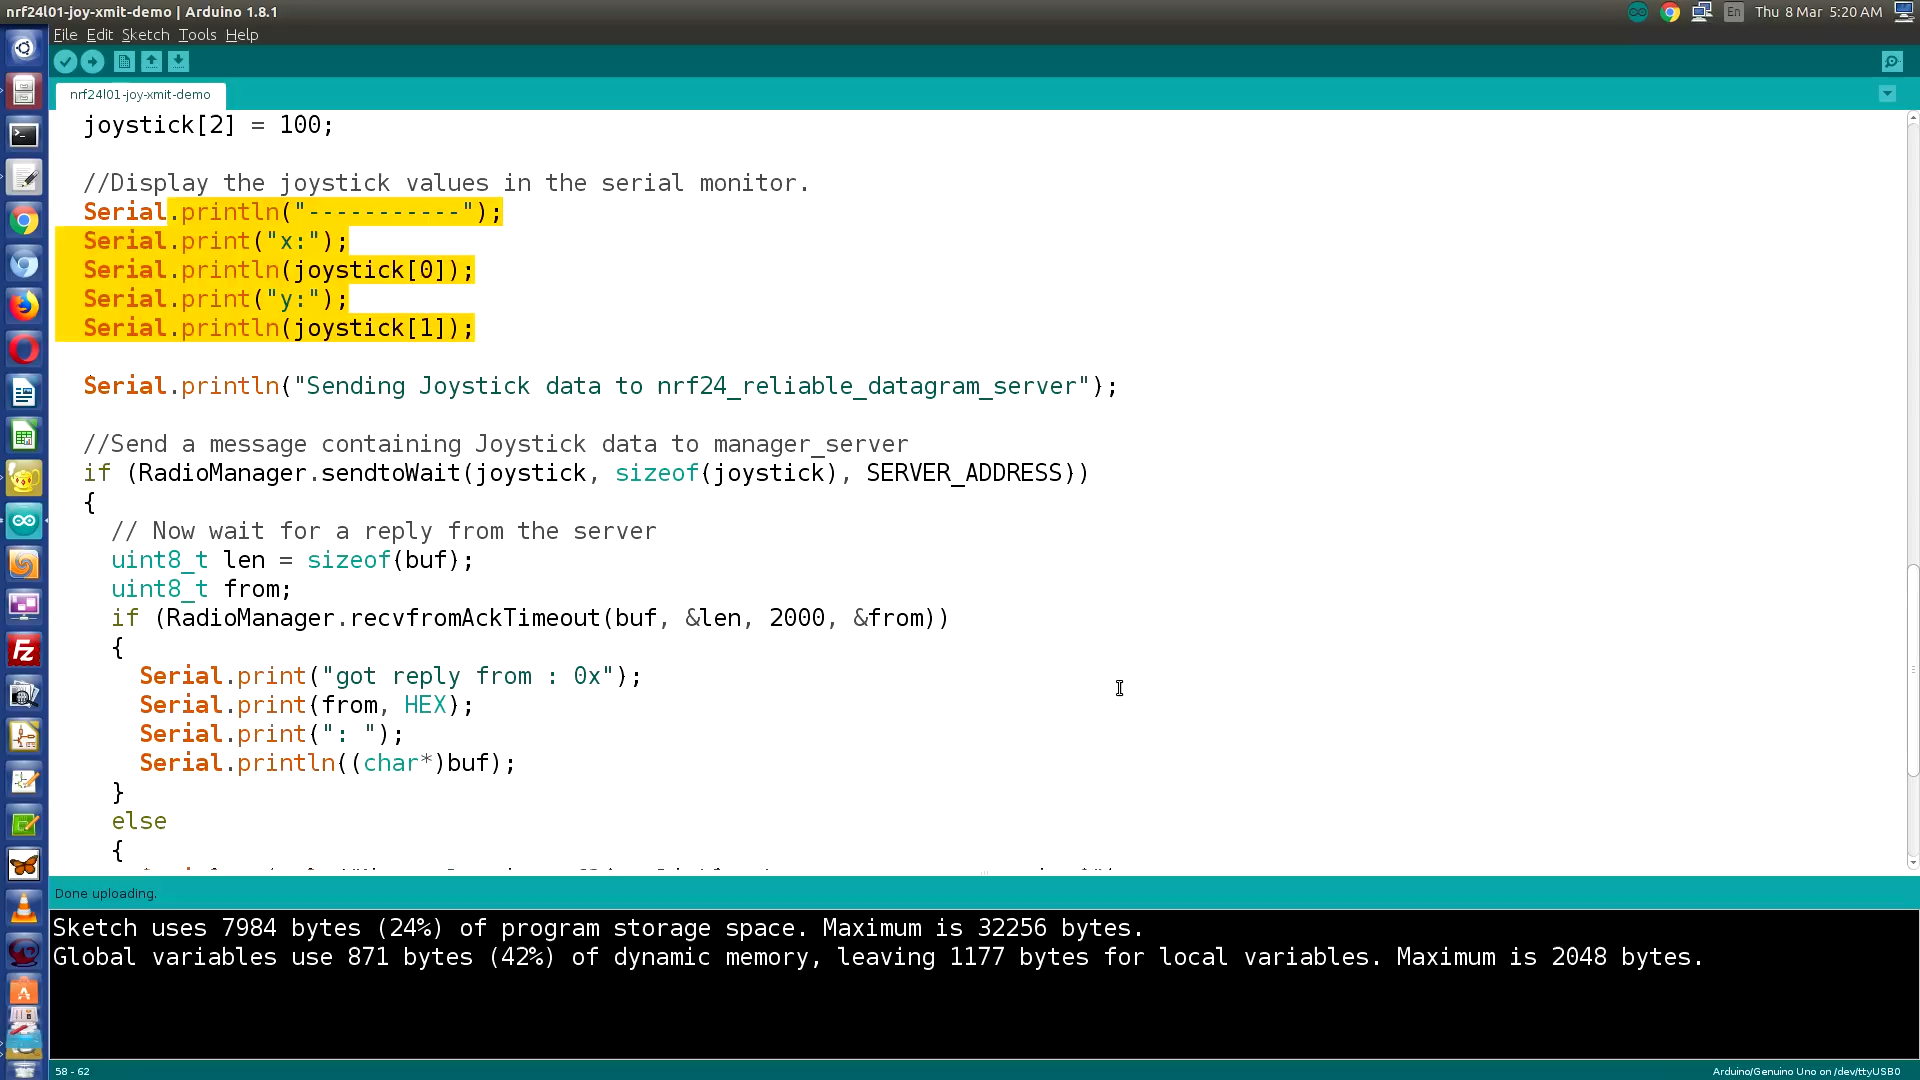 nrf24l01-joy-xmit-demo | Arduino 1.8.1
En
Thu 8 Mar 5:20 AM
File Edit Sketch Tools Help
nrf24l01-joy-xmit-demo
joystick[2] = 100;
//Display the joystick values in the serial monitor.
Serial.println("-----------");
Serial.print("x:");
Serial.println(joystick[0]);
Serial.print("y:");
Serial.println(joystick[1]);
Serial.println("Sending Joystick data to nrf24_reliable_datagram_server");
//Send a message containing Joystick data to manager_server
if (RadioManager.sendtoWait(joystick, sizeof(joystick), SERVER_ADDRESS))
{
// Now wait for a reply from the server
uint8_t len = sizeof(buf);
uint8_t from;
if (RadioManager.recvfromAckTimeout(buf, &len, 2000, &from))
{
Serial.print("got reply from : 0x");
Serial.print(from, HEX);
Serial.print(": ");
Serial.println((char*)buf);
}
else
{
Done uploading.
Sketch uses 7984 bytes (24%) of program storage space. Maximum is 32256 bytes.
Global variables use 871 bytes (42%) of dynamic memory, leaving 1177 bytes for local variables. Maximum is 2048 bytes.
58 - 62
Arduino/Genuino Uno on /dev/ttyUSB0